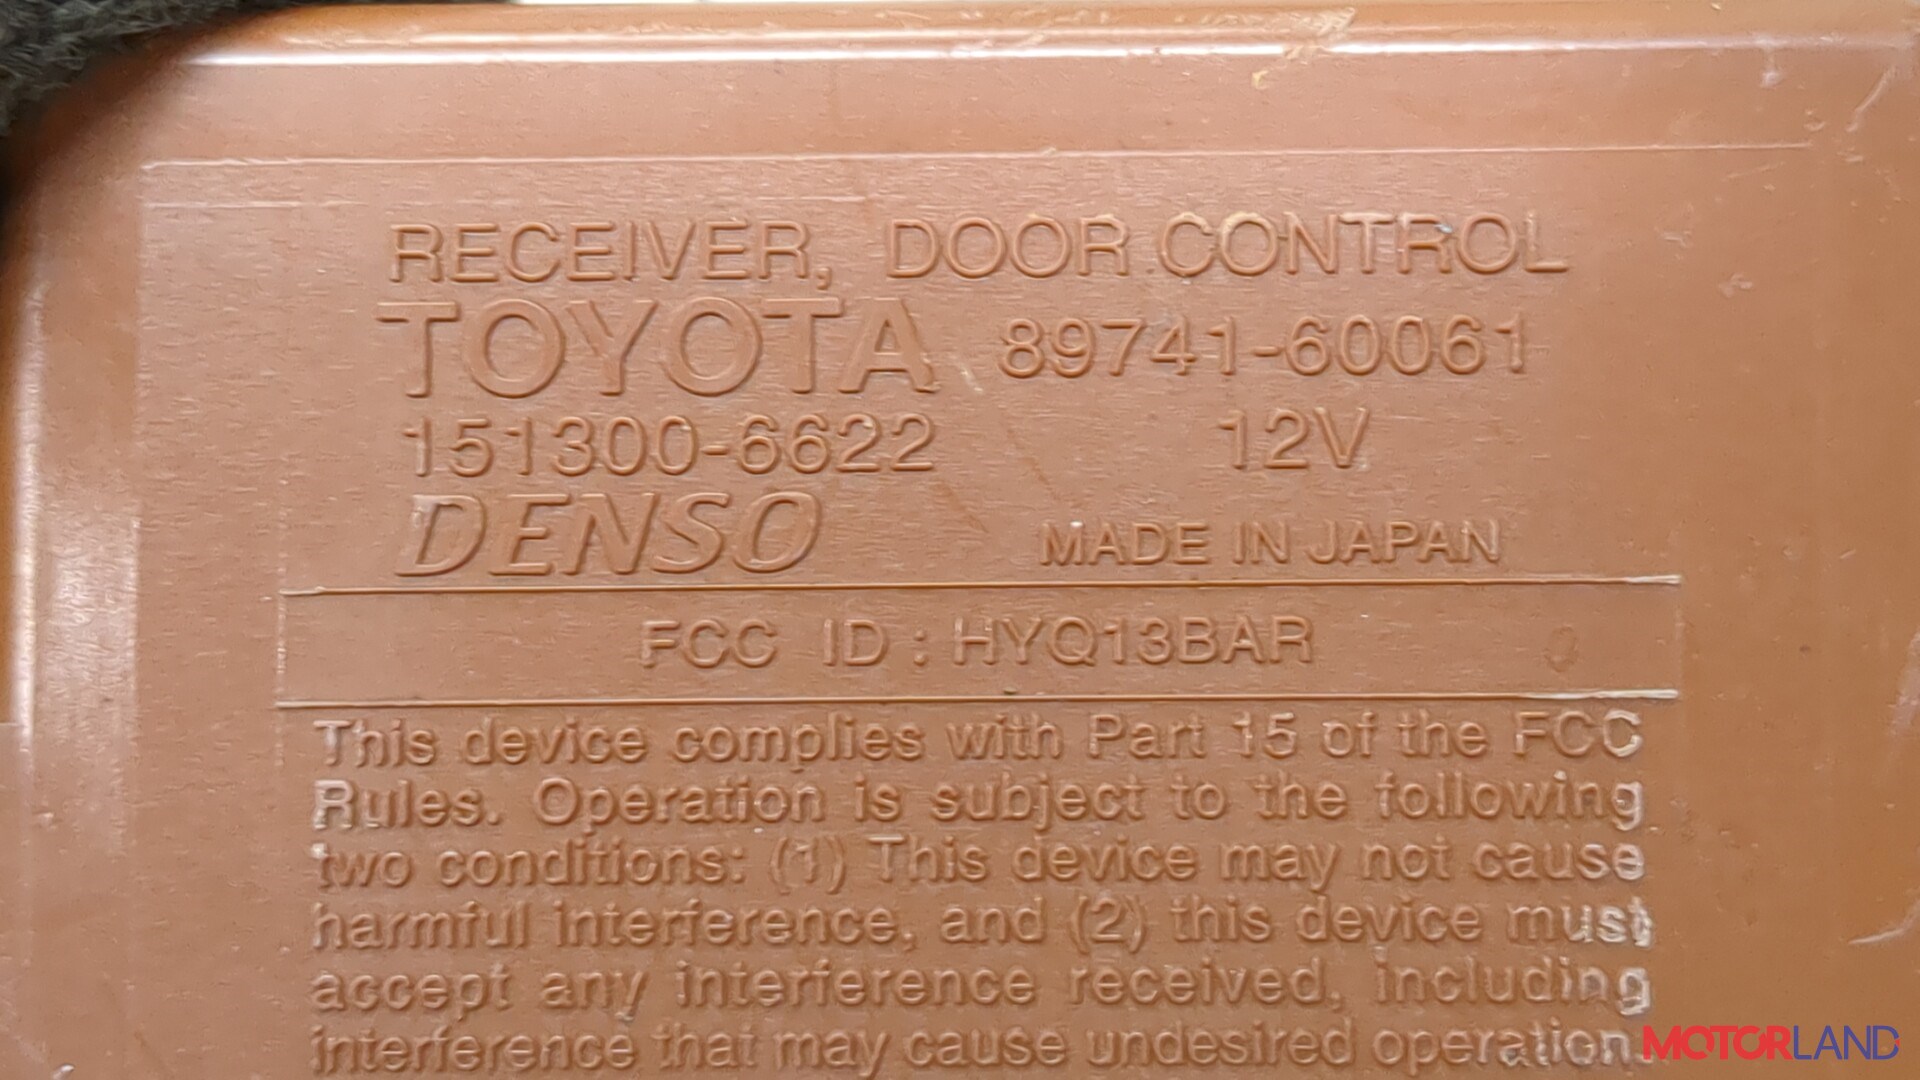 RECEIVER, DOOR CONTROL
TOYOTA 89741-60061
151300-6622 12V
DENSO MADE IN JAPAN
FCC ID : HYQ13BAR
This device complies with Part 15 of the FCC
Rules. Operation is subject to the following
two conditions: (1) This device may not cause
harmful interference, and (2) this device must
accept any interference received, including
interference that may cause undesired operation.
MOTORLAND